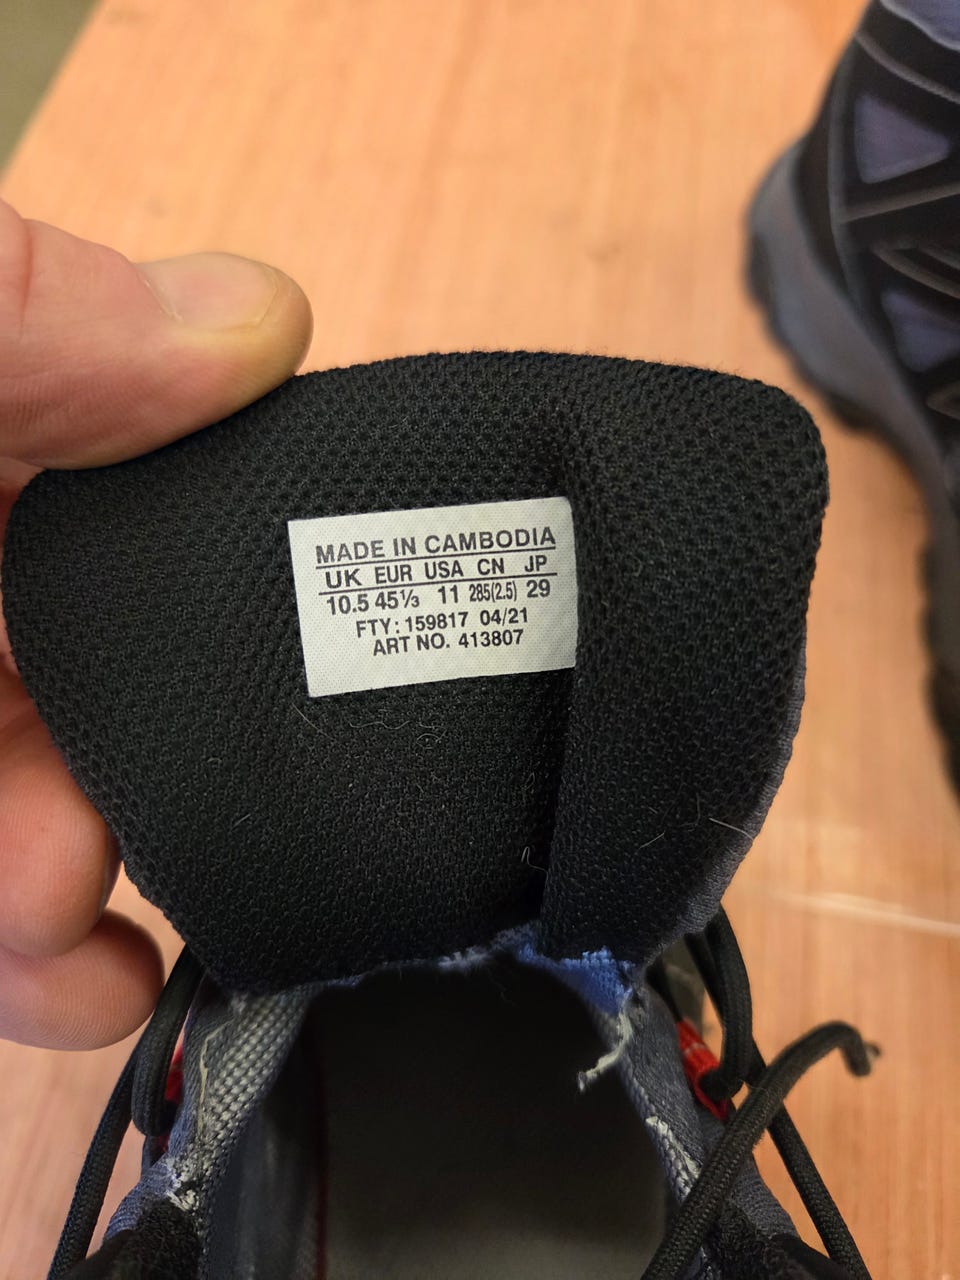 MADE IN CAMBODIA
UK EUR USA CN JP
10.5 45⅓ 11 285(2.5) 29
FTY: 159817 04/21
ART NO. 413807